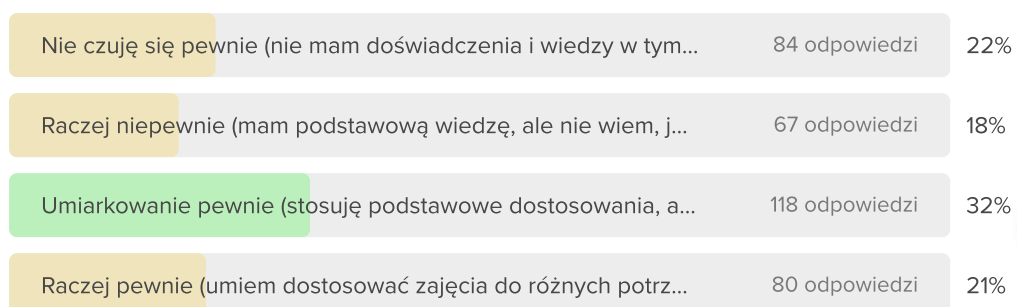 Nie czuję się pewnie (nie mam doświadczenia i wiedzy w tym... 84 odpowiedzi 22%
Raczej niepewnie (mam podstawową wiedzę, ale nie wiem, j... 67 odpowiedzi 18%
Umiarkowanie pewnie (stosuję podstawowe dostosowania, a... 118 odpowiedzi 32%
Raczej pewnie (umiem dostosować zajęcia do różnych potrz... 80 odpowiedzi 21%